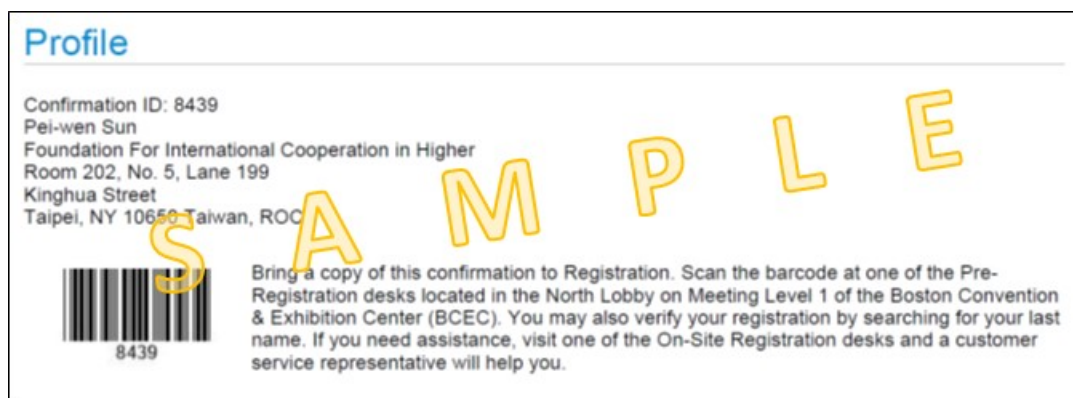 Profile
Confirmation ID: 8439
Pei-wen Sun
Foundation For International Cooperation in Higher
Room 202, No. 5, Lane 199
Kinghua Street
Taipei, NY 10650 Taiwan, ROC
SAMPLE
Bring a copy of this confirmation to Registration. Scan the barcode at one of the Pre-
Registration desks located in the North Lobby on Meeting Level 1 of the Boston Convention
& Exhibition Center (BCEC). You may also verify your registration by searching for your last
name. If you need assistance, visit one of the On-Site Registration desks and a customer
service representative will help you.
8439